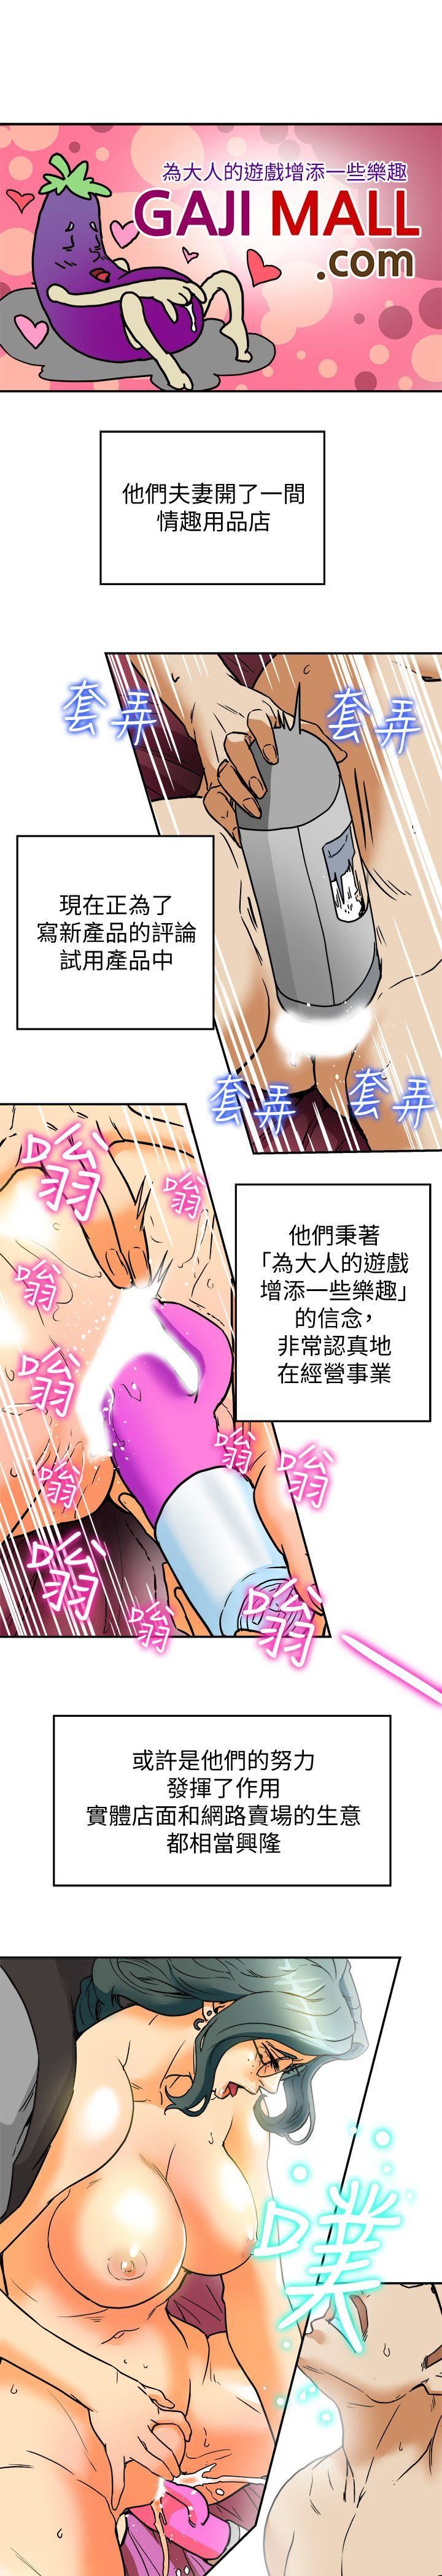 為大人的遊戲增添一些樂趣
GAJI MALL
.com
他們夫妻開了一間
情趣用品店
套弄
套弄
現在正為了
寫新產品的評論
試用產品中
套弄
套弄
嗡
嗡
他們秉著
「為大人的遊戲
增添一些樂趣」
的信念,
非常認真地
在經營事業
嗡
嗡
嗡
嗡
嗡
嗡
嗡
嗡
或許是他們的努力
發揮了作用
實體店面和網路賣場的生意
都相當興隆
噗